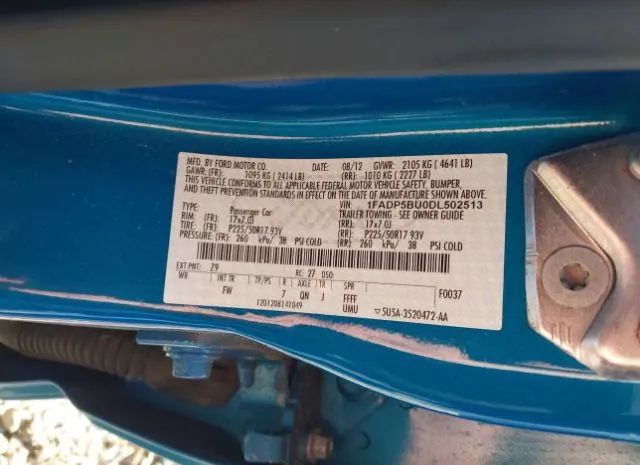 MFD. BY FORD MOTOR CO. DATE: 08/12 GVWR: 2105 KG ( 4641 LB)
GAWR: (FR): 1095 KG ( 2414 LB) (RR): 1010 KG ( 2227 LB)
THIS VEHICLE CONFORMS TO ALL APPLICABLE FEDERAL MOTOR VEHICLE SAFETY, BUMPER,
AND THEFT PREVENTION STANDARDS IN EFFECT ON THE DATE OF MANUFACTURE SHOWN ABOVE.
VIN: 1FADP5BU0DL502513
TYPE: Passenger Car TRAILER TOWING - SEE OWNER GUIDE
RIM: 17x7.0J (RR): 17x7.0J
TIRE: (FR): P225/50R17 93V (RR): P225/50R17 93V
PRESSURE: (FR): 260 kPa/ 38 PSI COLD (RR): 260 kPa/ 38 PSI COLD
EXT PNT: Z9 RC: 27 DSO:
WB INT TR TP/PS R AXLE TR SPR F0037
FW 7 QN J FFFF
1201208141049 UMU ▽5USA-3520472-AA